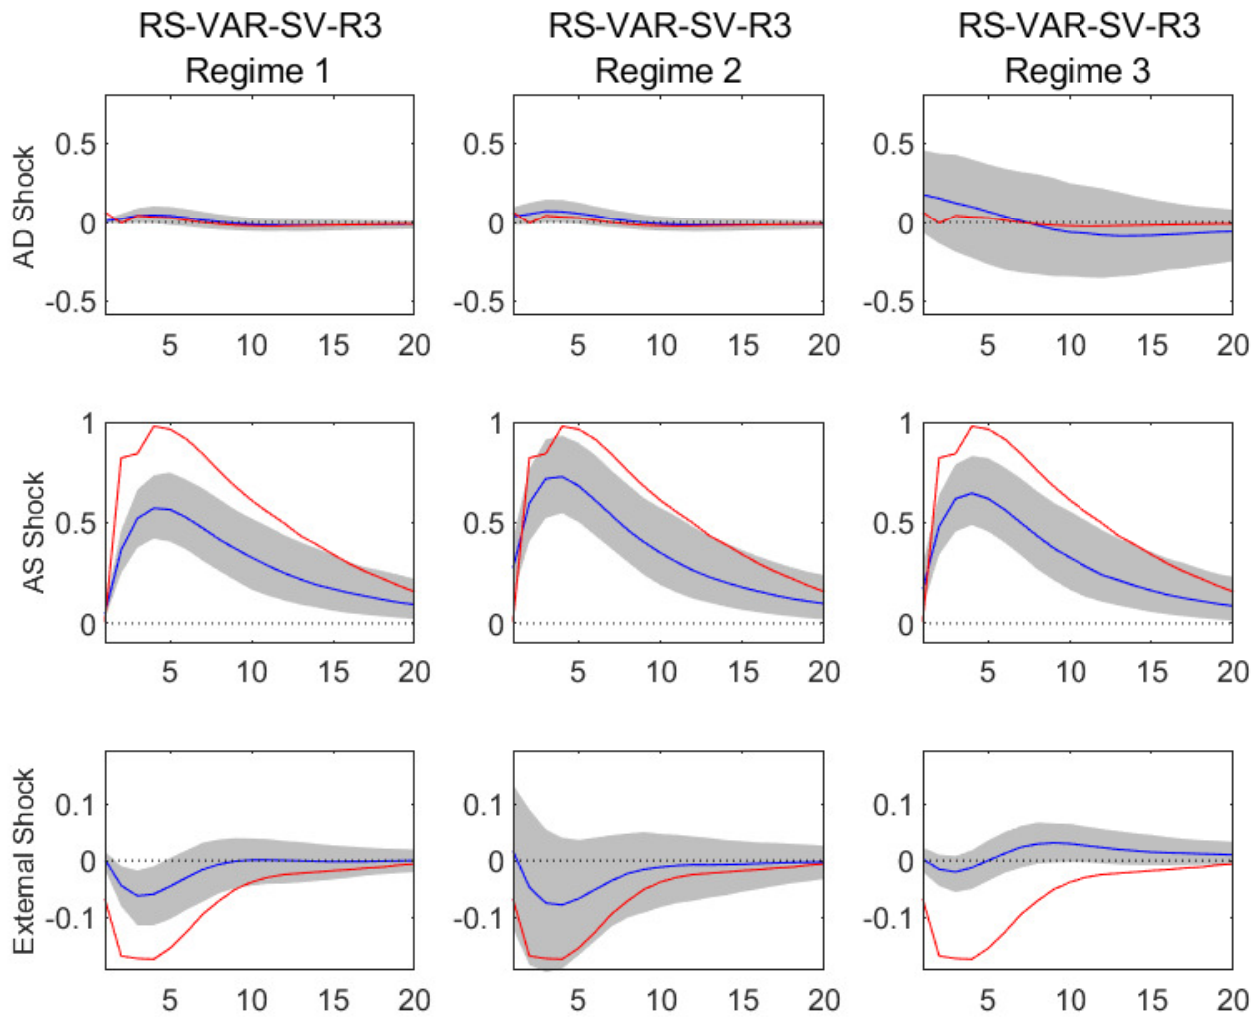 RS-VAR-SV-R3 RS-VAR-SV-R3 RS-VAR-SV-R3
Regime 1 Regime 2 Regime 3
AD Shock
0.5 0.5 0.5
0 0 0
-0.5 -0.5 -0.5
5 10 15 20 5 10 15 20 5 10 15 20
AS Shock
1 1 1
0.5 0.5 0.5
0 0 0
5 10 15 20 5 10 15 20 5 10 15 20
External Shock
0.1 0.1 0.1
0 0 0
-0.1 -0.1 -0.1
5 10 15 20 5 10 15 20 5 10 15 20